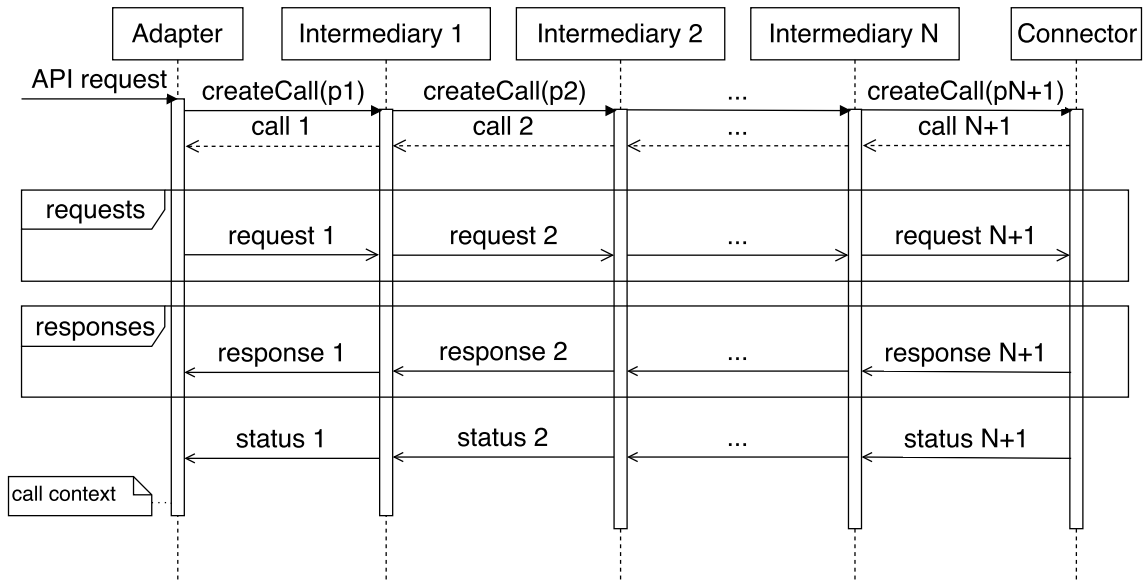 Adapter
Intermediary 1
Intermediary 2
Intermediary N
Connector
API request
createCall(p1)
createCall(p2)
...
createCall(pN+1)
call 1
call 2
...
call N+1
requests
request 1
request 2
...
request N+1
responses
response 1
response 2
...
response N+1
status 1
status 2
...
status N+1
call context